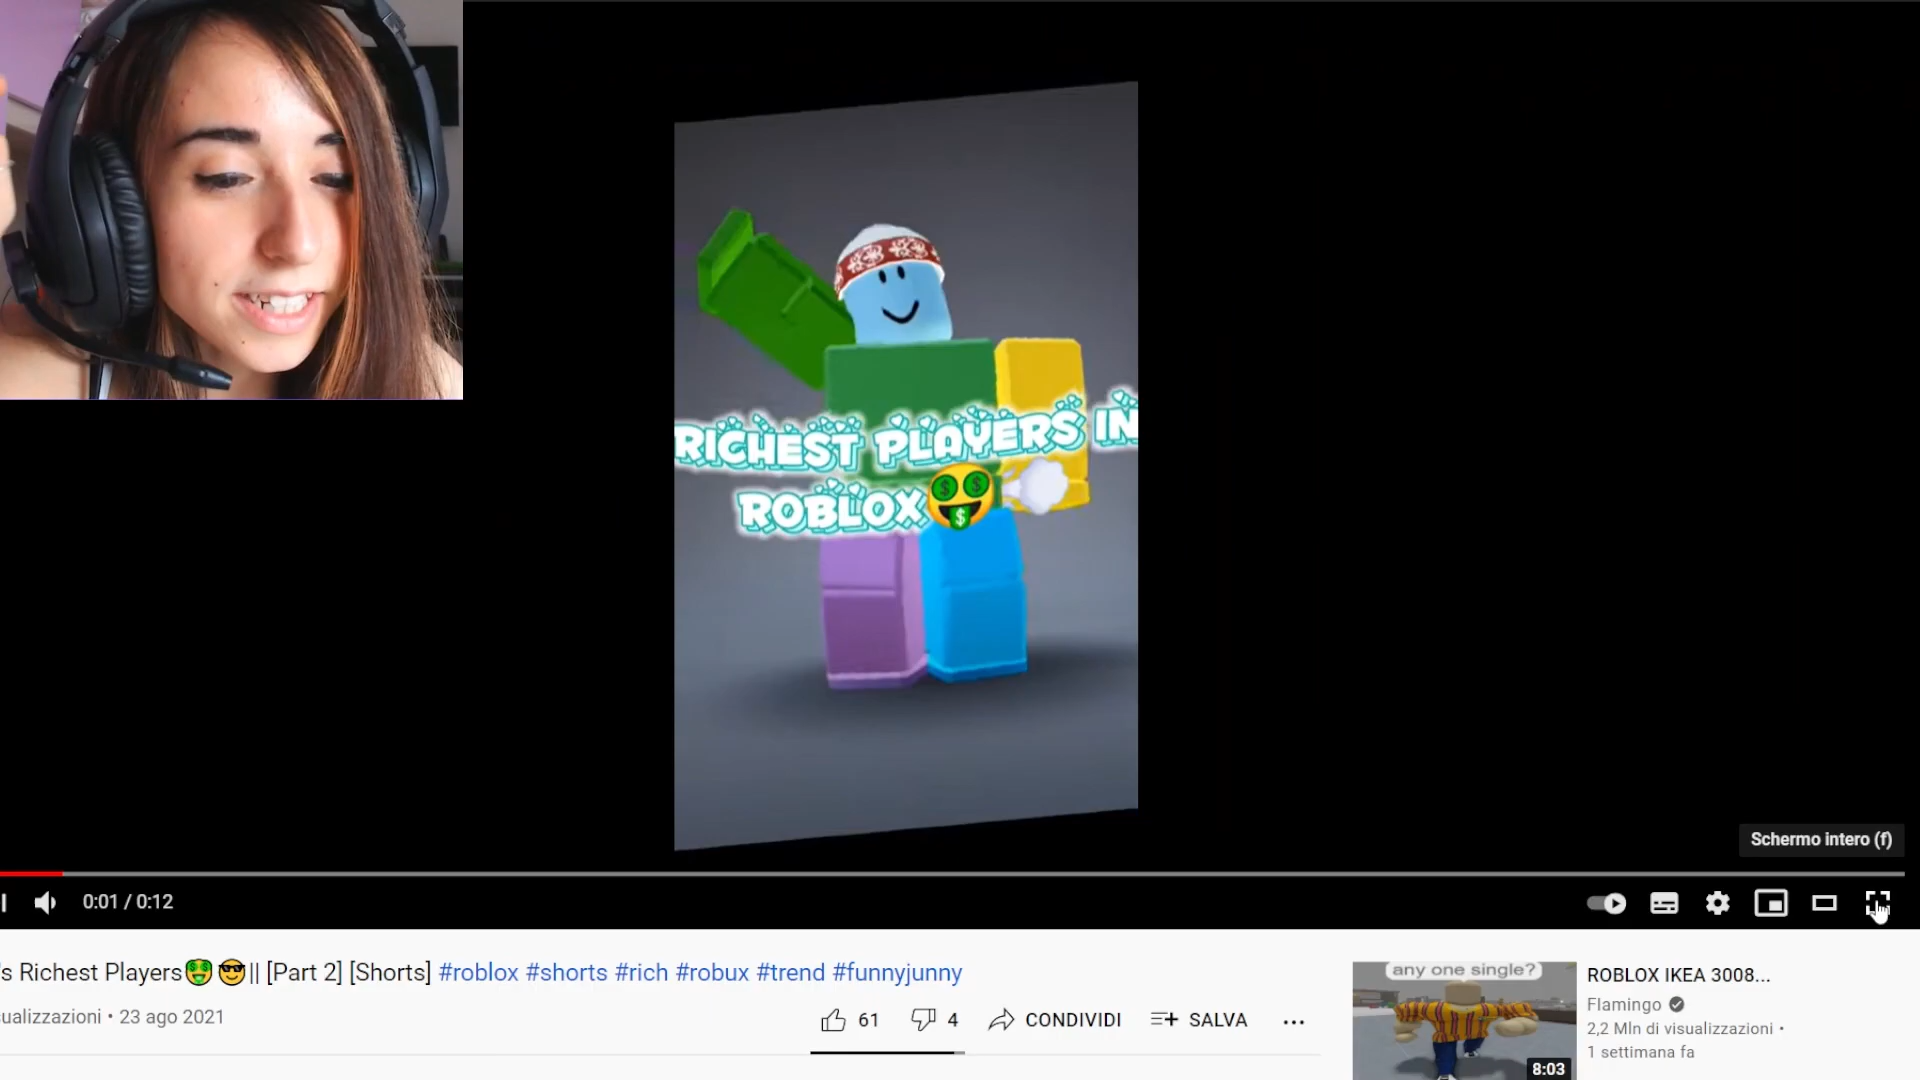 RICHEST PLAYERS IN
ROBLOX
Schermo intero (f)
0:01 / 0:12
's Richest Players🤑😎|| [Part 2] [Shorts] #roblox #shorts #rich #robux #trend #funnyjunny
ualizzazioni • 23 ago 2021
61
4
CONDIVIDI
SALVA
any one single?
8:03
ROBLOX IKEA 3008...
Flamingo
2,2 Mln di visualizzazioni •
1 settimana fa